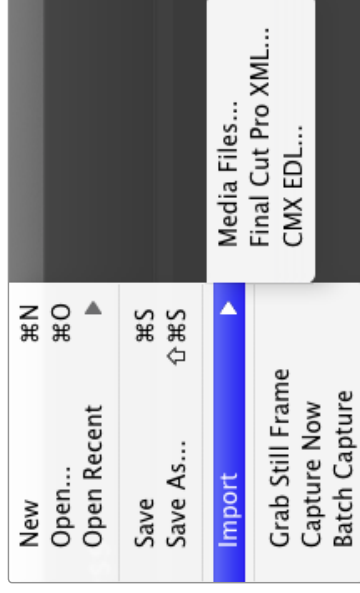 New ⌘N
Open... ⌘O
Open Recent ▶
Save ⌘S
Save As... ⇧⌘S
Import ▶
Grab Still Frame
Capture Now
Batch Capture
Media Files...
Final Cut Pro XML...
CMX EDL...